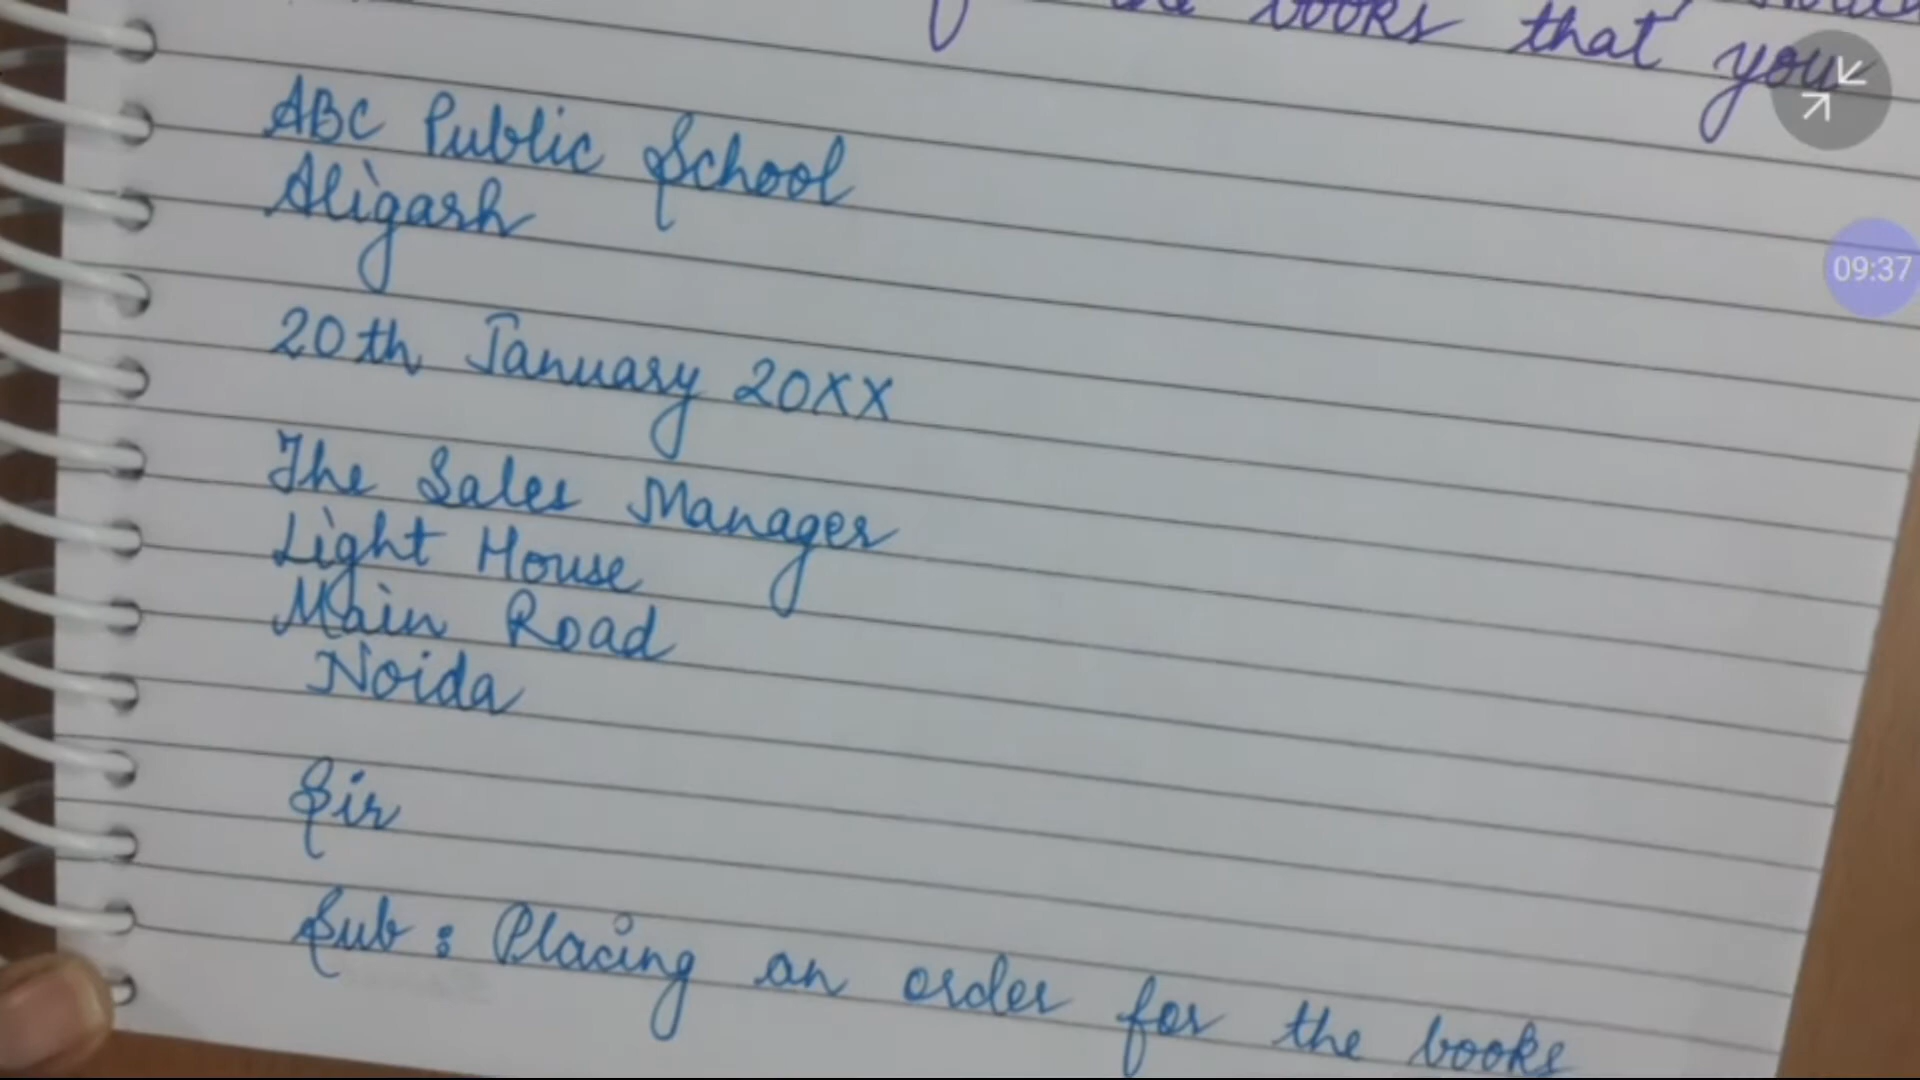 books that you
ABC Public School
Aligarh
20th January 20XX
The Sales Manager
Light House
Main Road
Noida
Sir
Sub : Placing an order for the books
09:37